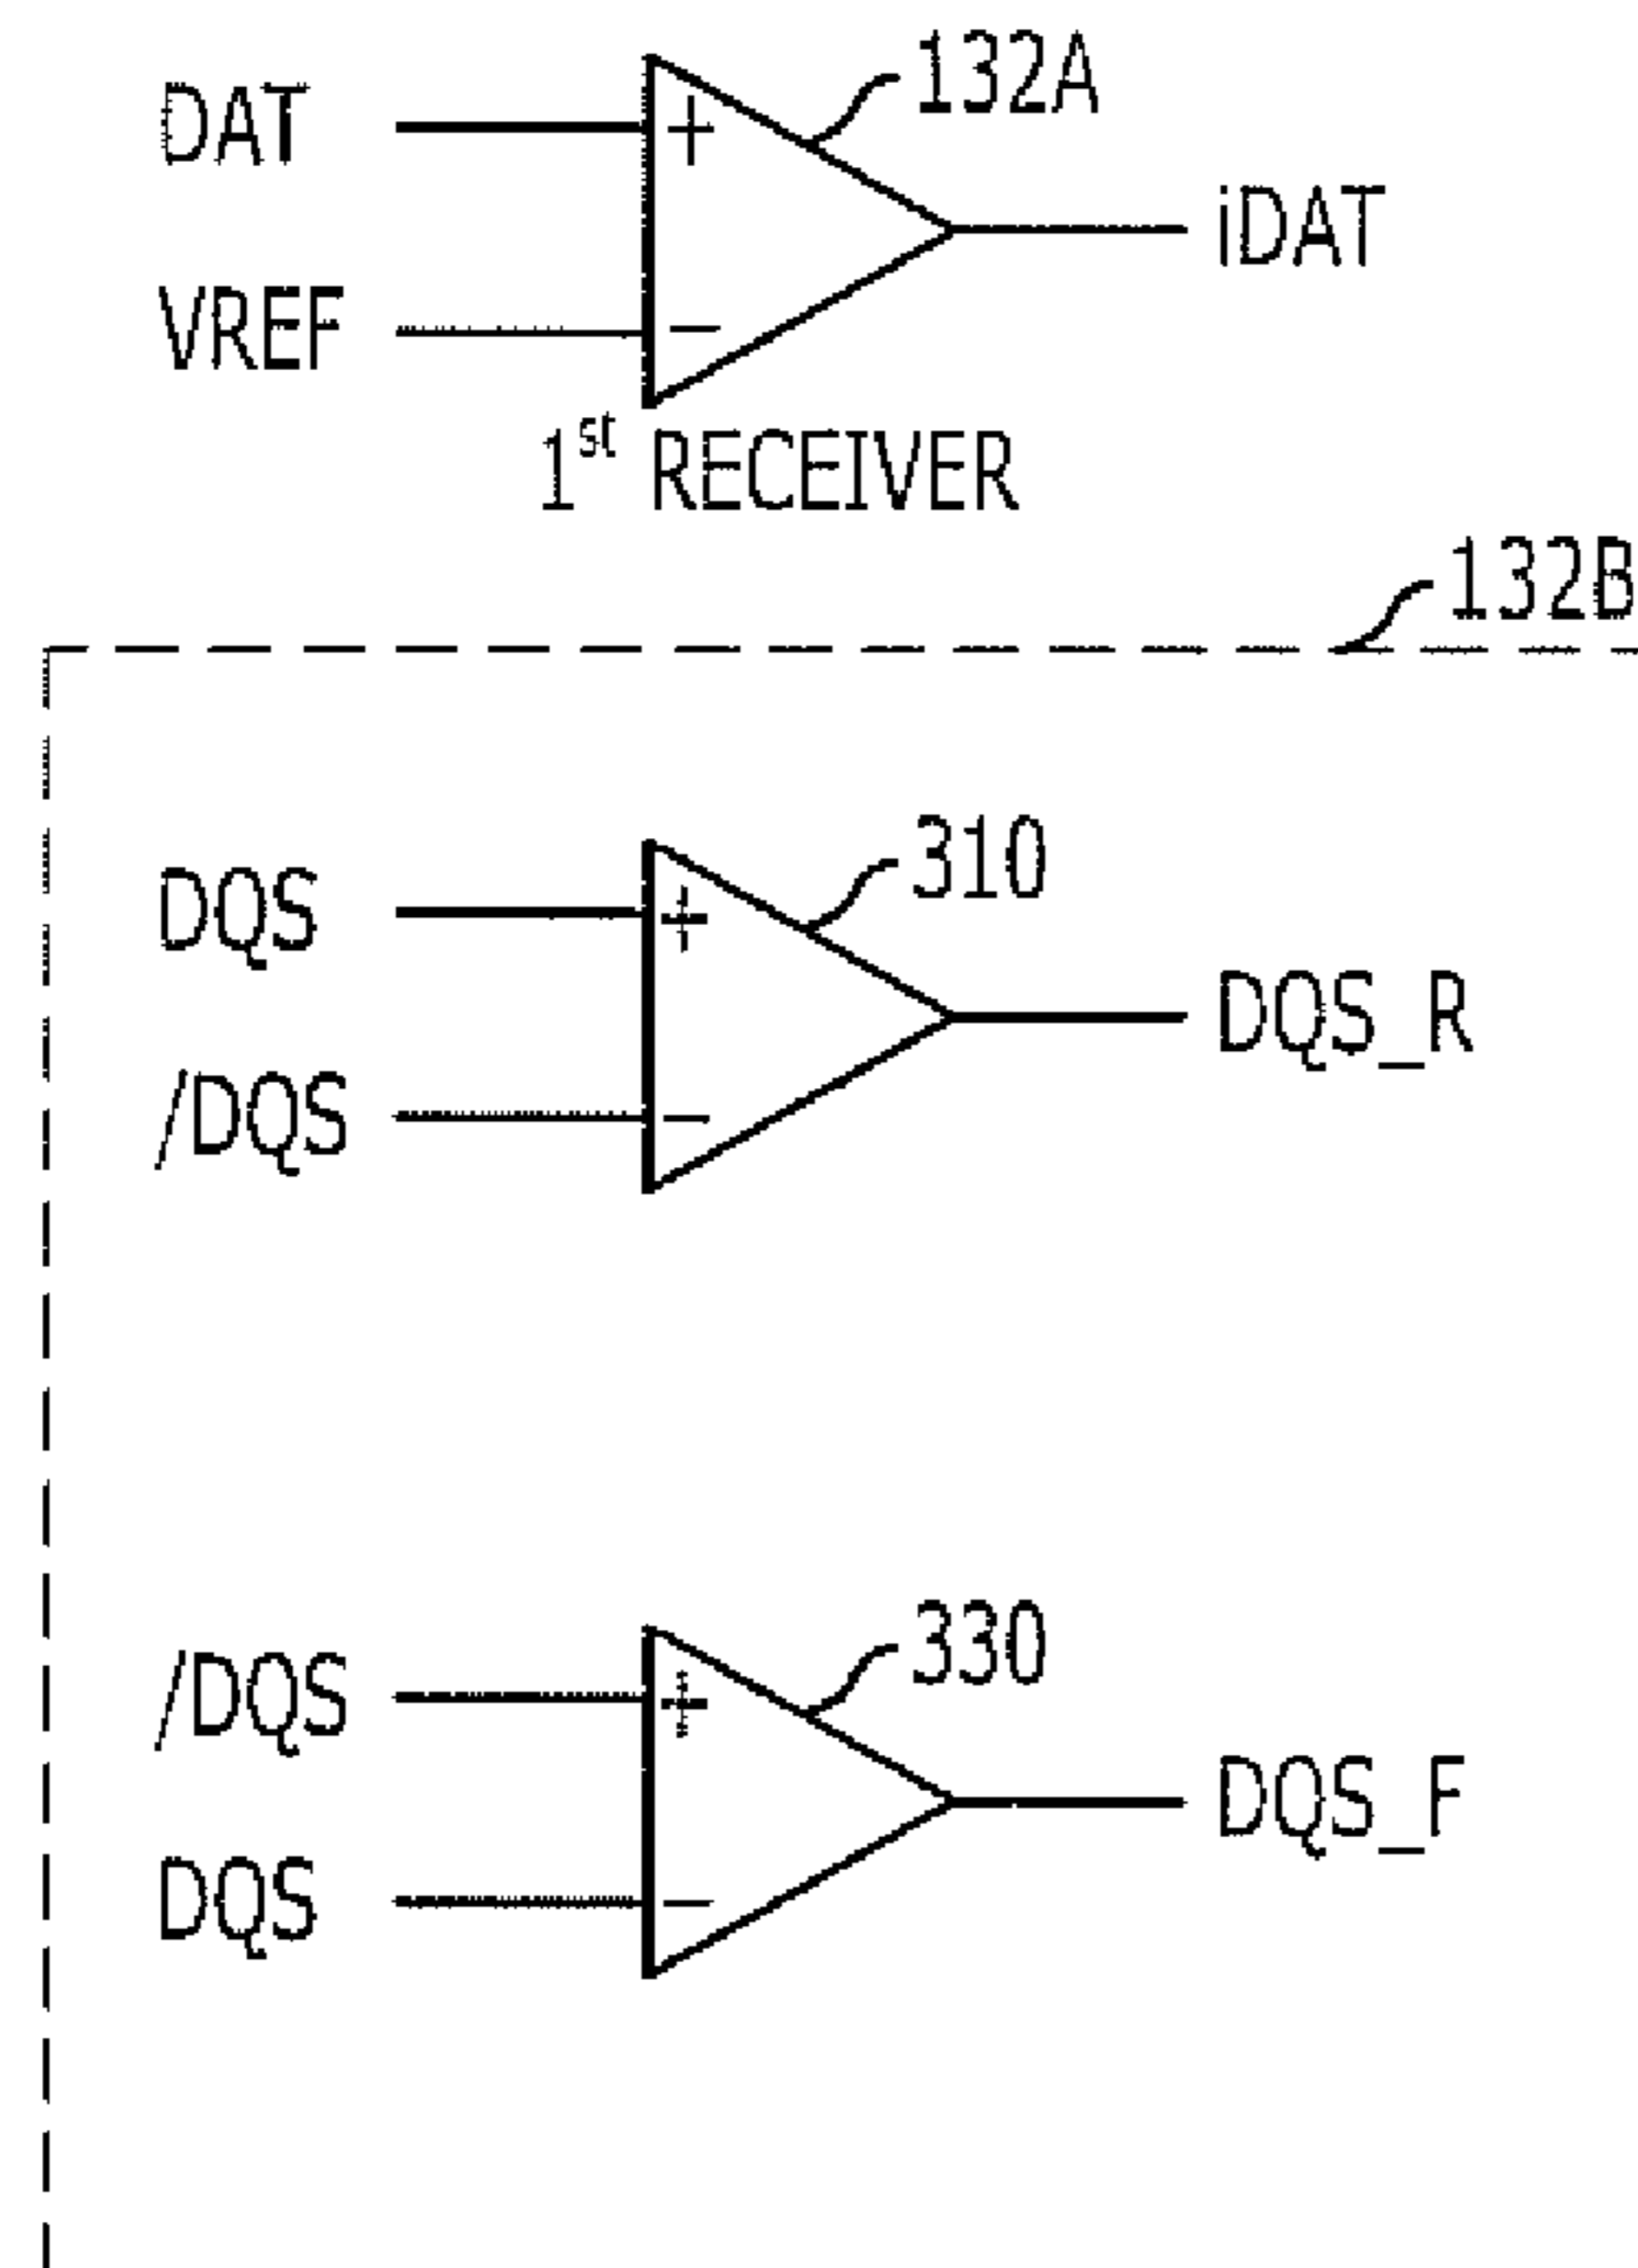 132A
DAT
+
iDAT
VREF
−
1st RECEIVER
132B
310
DQS
+
DQS_R
/DQS
−
330
/DQS
+
DQS_F
DQS
−